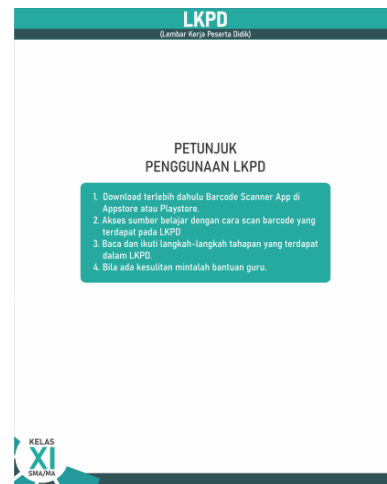 LKPD
(Lembar Kerja Peserta Didik)
PETUNJUK
PENGGUNAAN LKPD
1. Download terlebih dahulu Barcode Scanner App di
Appstore atau Playstore.
2. Akses sumber belajar dengan cara scan barcode yang
terdapat pada LKPD
3. Baca dan ikuti langkah-langkah tahapan yang terdapat
dalam LKPD.
4. Bila ada kesulitan mintalah bantuan guru.
KELAS
XI
SMA/MA